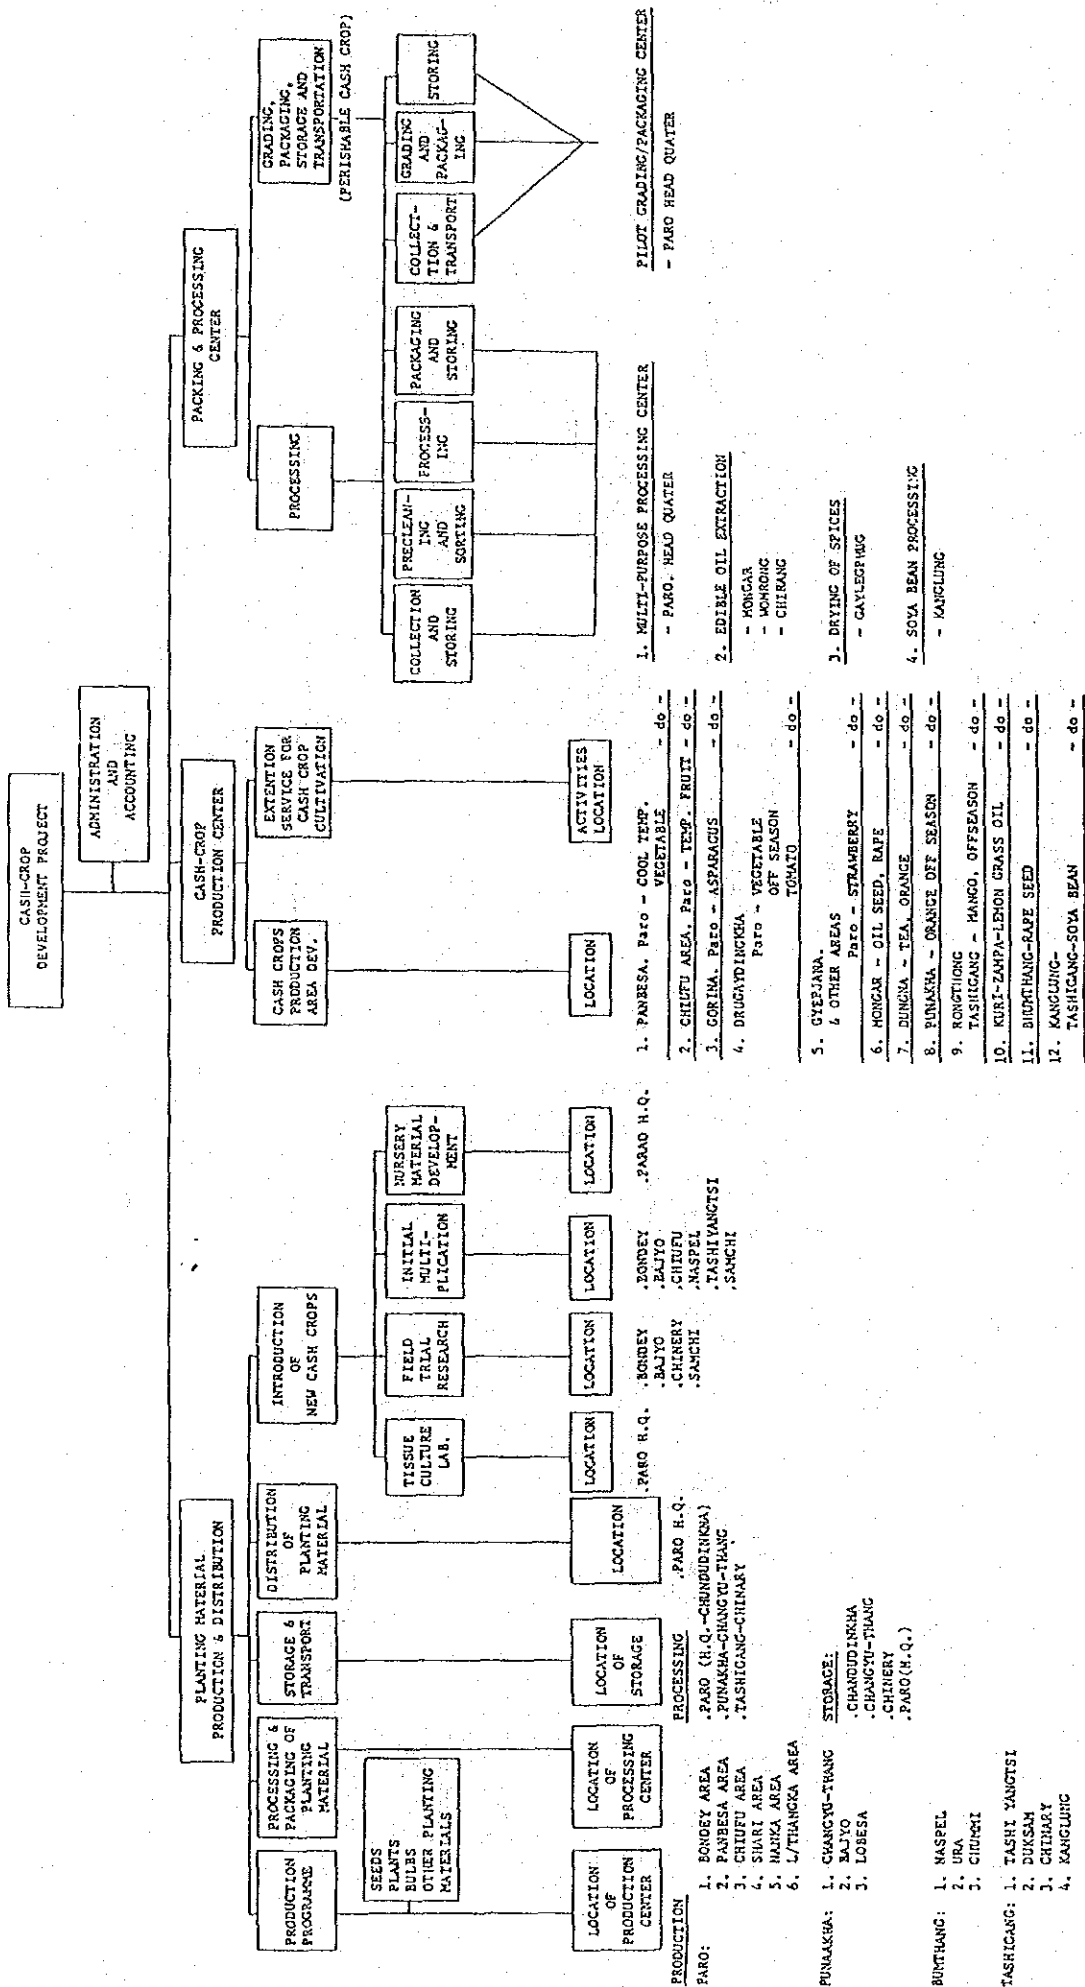 CASH-CROP
DEVELOPMENT PROJECT
ADMINISTRATION
AND
ACCOUNTING
PLANTING MATERIAL
PRODUCTION & DISTRIBUTION
CASH-CROP
PRODUCTION CENTER
PACKING & PROCESSING
CENTER
PRODUCTION
PROGRAMME
PROCESSING &
PACKAGING OF
PLANTING
MATERIAL
STORAGE &
TRANSPORT
DISTRIBUTION
OF
PLANTING
MATERIAL
INTRODUCTION
OF
NEW CASH CROPS
CASH CROPS
PRODUCTION
AREA DEV.
EXTENTION
SERVICE FOR
CASH CROP
CULTIVATION
PROCESSING
GRADING,
PACKAGING,
STORAGE AND
TRANSPORTATION
(PERISHABLE CASH CROP)
SEEDS
PLANTS
BULBS
OTHER PLANTING
MATERIALS
TISSUE
CULTURE
LAB.
FIELD
TRIAL
RESEARCH
INITIAL
MULTI-
PLICATION
NURSERY
MATERIAL
DEVELOP-
MENT
COLLECTION
AND
STORING
PRECLEAN-
ING
AND
SORTING
PROCESS-
ING
PACKAGING
AND
STORING
COLLECT-
TION &
TRANSPORT
GRADING
AND
PACKAG-
ING
STORING
LOCATION
OF
PRODUCTION
CENTER
LOCATION
OF
PROCESSING
CENTER
LOCATION
OF
STORAGE
LOCATION
LOCATION
LOCATION
LOCATION
LOCATION
LOCATION
ACTIVITIES
LOCATION
PRODUCTION
PARO:
1. BONDEY AREA
2. PANBESA AREA
3. CHIUFU AREA
4. SHARI AREA
5. NAMKA AREA
6. L/THANGKA AREA
PUNAAKHA:
1. CHANGYU-THANG
2. BAJYO
3. LOBESA
BUMTHANG:
1. NASPEL
2. URA
3. CHUMMI
TASHIGANG:
1. TASHI YANGTSI
2. DUKSAM
3. CHINARY
4. KANGLUNG
PROCESSING
.PARO (H.Q.-CHUNDUDINKHA)
.PUNAKHA-CHANGYU-THANG
.TASHIGANG-CHINARY
STORAGE:
.CHANDUDINKHA
.CHANGYU-THANG
.CHINERY
.PARO(H.Q.)
.PARO H.Q.
.PARO H.Q.
.BONDEY
.BAJYO
.CHINERY
.SAMCHI
.BONDEY
.BAJYO
.CHIUFU
.NASPEL
.TASHIYANGTSI
.SAMCHI
.PARAO H.Q.
1. PANBESA. Paro - COOL TEMP.
VEGETABLE - do -
2. CHIUFU AREA. Paro - TEMP. FRUIT - do -
3. GORINA. Paro - ASPARAGUS - do -
4. DRUGAYDINGKHA
Paro - VEGETABLE
OFF SEASON
TOMATO - do -
5. GYEPJANA.
& OTHER AREAS
Paro - STRAWBERRY - do -
6. MONGAR - OIL SEED, RAPE - do -
7. DUNGNA - TEA, ORANGE - do -
8. PUNAKHA - ORANGE OFF SEASON - do -
9. RONGTHONG
TASHIGANG - MANGO, OFFSEASON - do -
10. KURI-ZAMPA-LEMON GRASS OIL - do -
11. BHUMTHANG-RAPE SEED - do -
12. KANGLUNG-
TASHIGANG-SOYA BEAN - do -
1. MULTI-PURPOSE PROCESSING CENTER
- PARO. HEAD QUATER
2. EDIBLE OIL EXTRACTION
- MONGAR
- WOMRONG
- CHIRANG
3. DRYING OF SPICES
- GAYLEGPHUG
4. SOYA BEAN PROCESSING
- KANGLUNG
PILOT GRADING/PACKAGING CENTER
- PARO HEAD QUATER